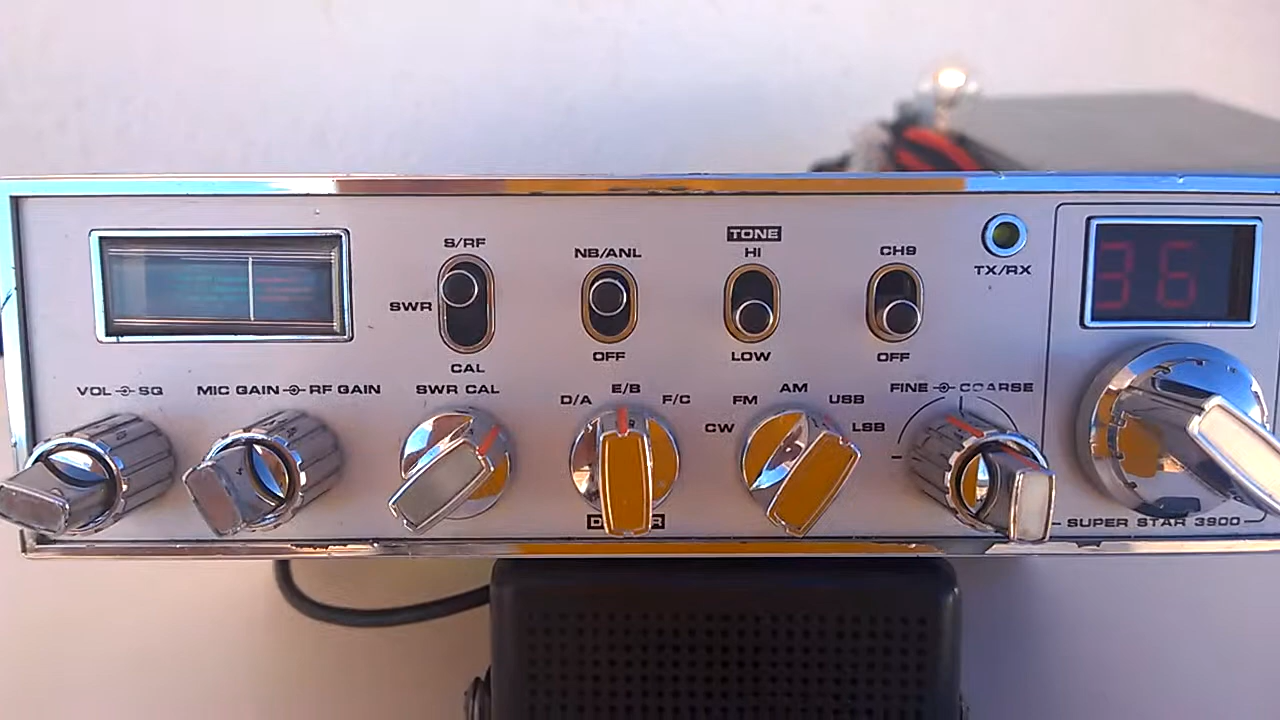 S/RF
SWR
CAL
NB/ANL
OFF
TONE
HI
LOW
CH9
OFF
TX/RX
36
VOL SQ
MIC GAIN RF GAIN
SWR CAL
D/A E/B F/C
CW FM AM USB LSB
FINE COARSE
SUPER STAR 3900